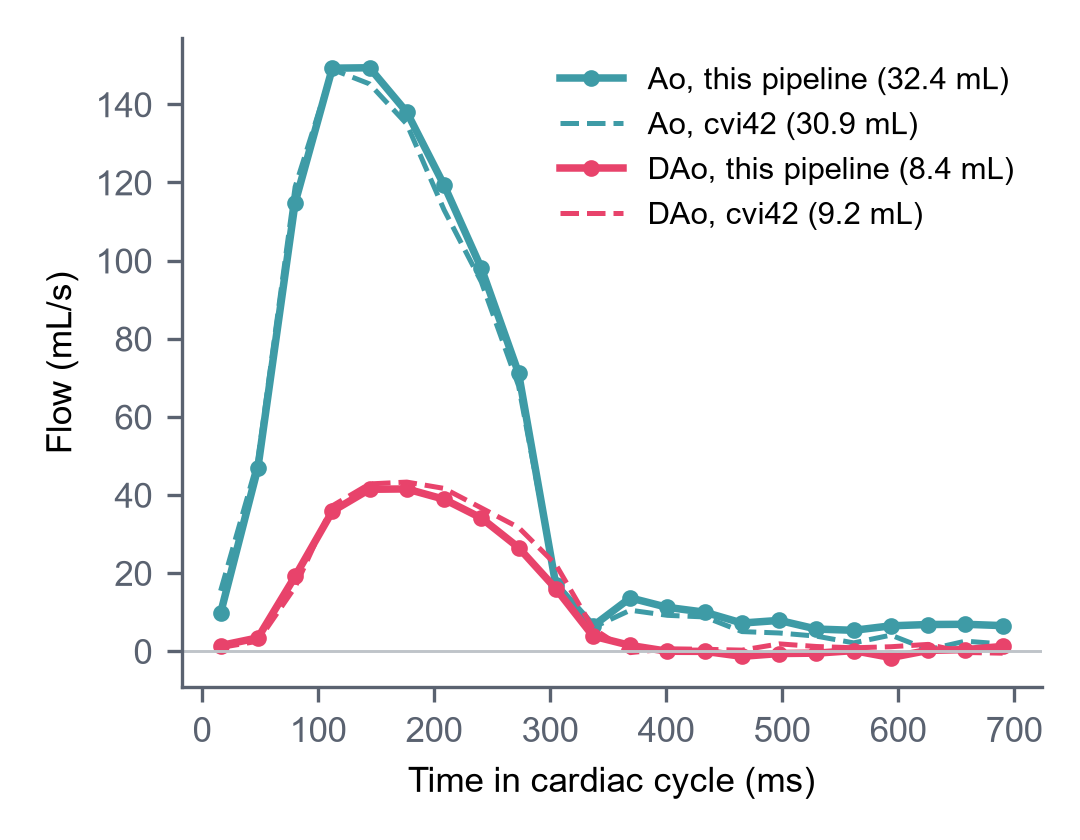 Ao, this pipeline (32.4 mL)
Ao, cvi42 (30.9 mL)
DAo, this pipeline (8.4 mL)
DAo, cvi42 (9.2 mL)
Flow (mL/s)
140
120
100
80
60
40
20
0
0 100 200 300 400 500 600 700
Time in cardiac cycle (ms)